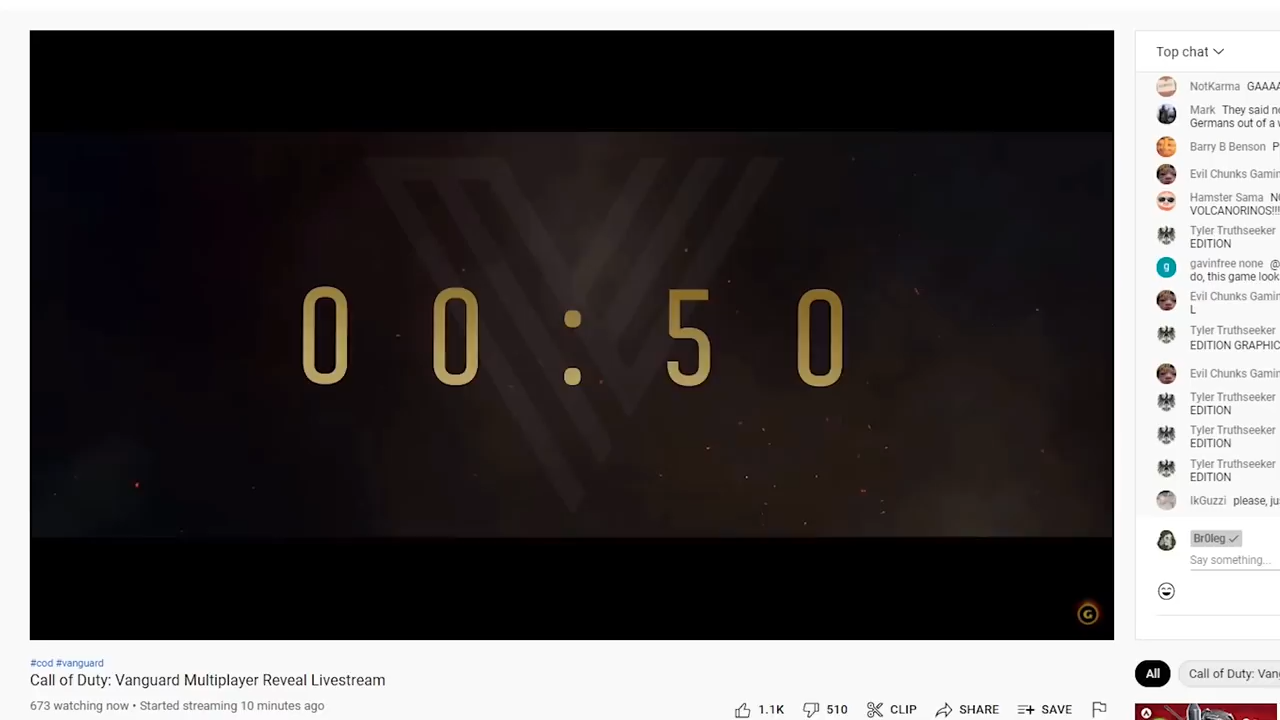 00:50
#cod #vanguard
Call of Duty: Vanguard Multiplayer Reveal Livestream
673 watching now • Started streaming 10 minutes ago
1.1K
510
CLIP
SHARE
SAVE
Top chat
NotKarma GAAAA
Mark They said no
Germans out of a
Barry B Benson P
Evil Chunks Gamin
Hamster Sama NO
VOLCANORINOS!!!
Tyler Truthseeker
EDITION
g
gavinfree none @
do, this game look
Evil Chunks Gamin
L
Tyler Truthseeker
EDITION GRAPHIC
Evil Chunks Gamin
Tyler Truthseeker
EDITION
Tyler Truthseeker
EDITION
Tyler Truthseeker
EDITION
IkGuzzi please, ju
Br0leg
Say something...
All
Call of Duty: Van
G